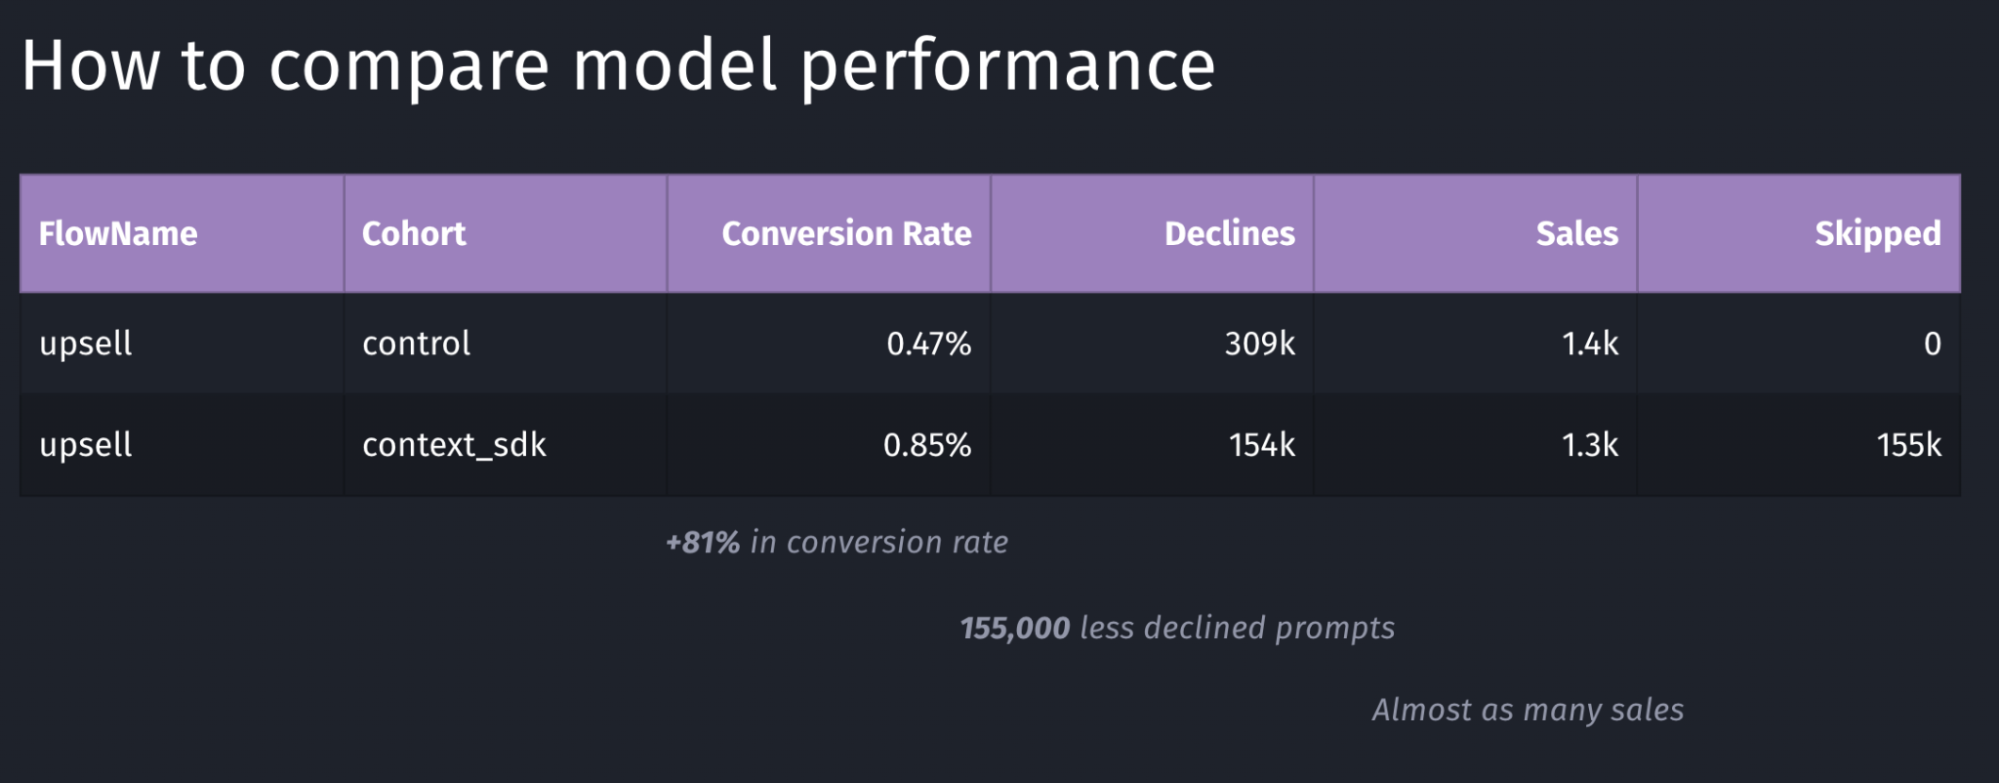 How to compare model performance
FlowName Cohort Conversion Rate Declines Sales Skipped
upsell control 0.47% 309k 1.4k 0
upsell context_sdk 0.85% 154k 1.3k 155k
+81% in conversion rate
155,000 less declined prompts
Almost as many sales